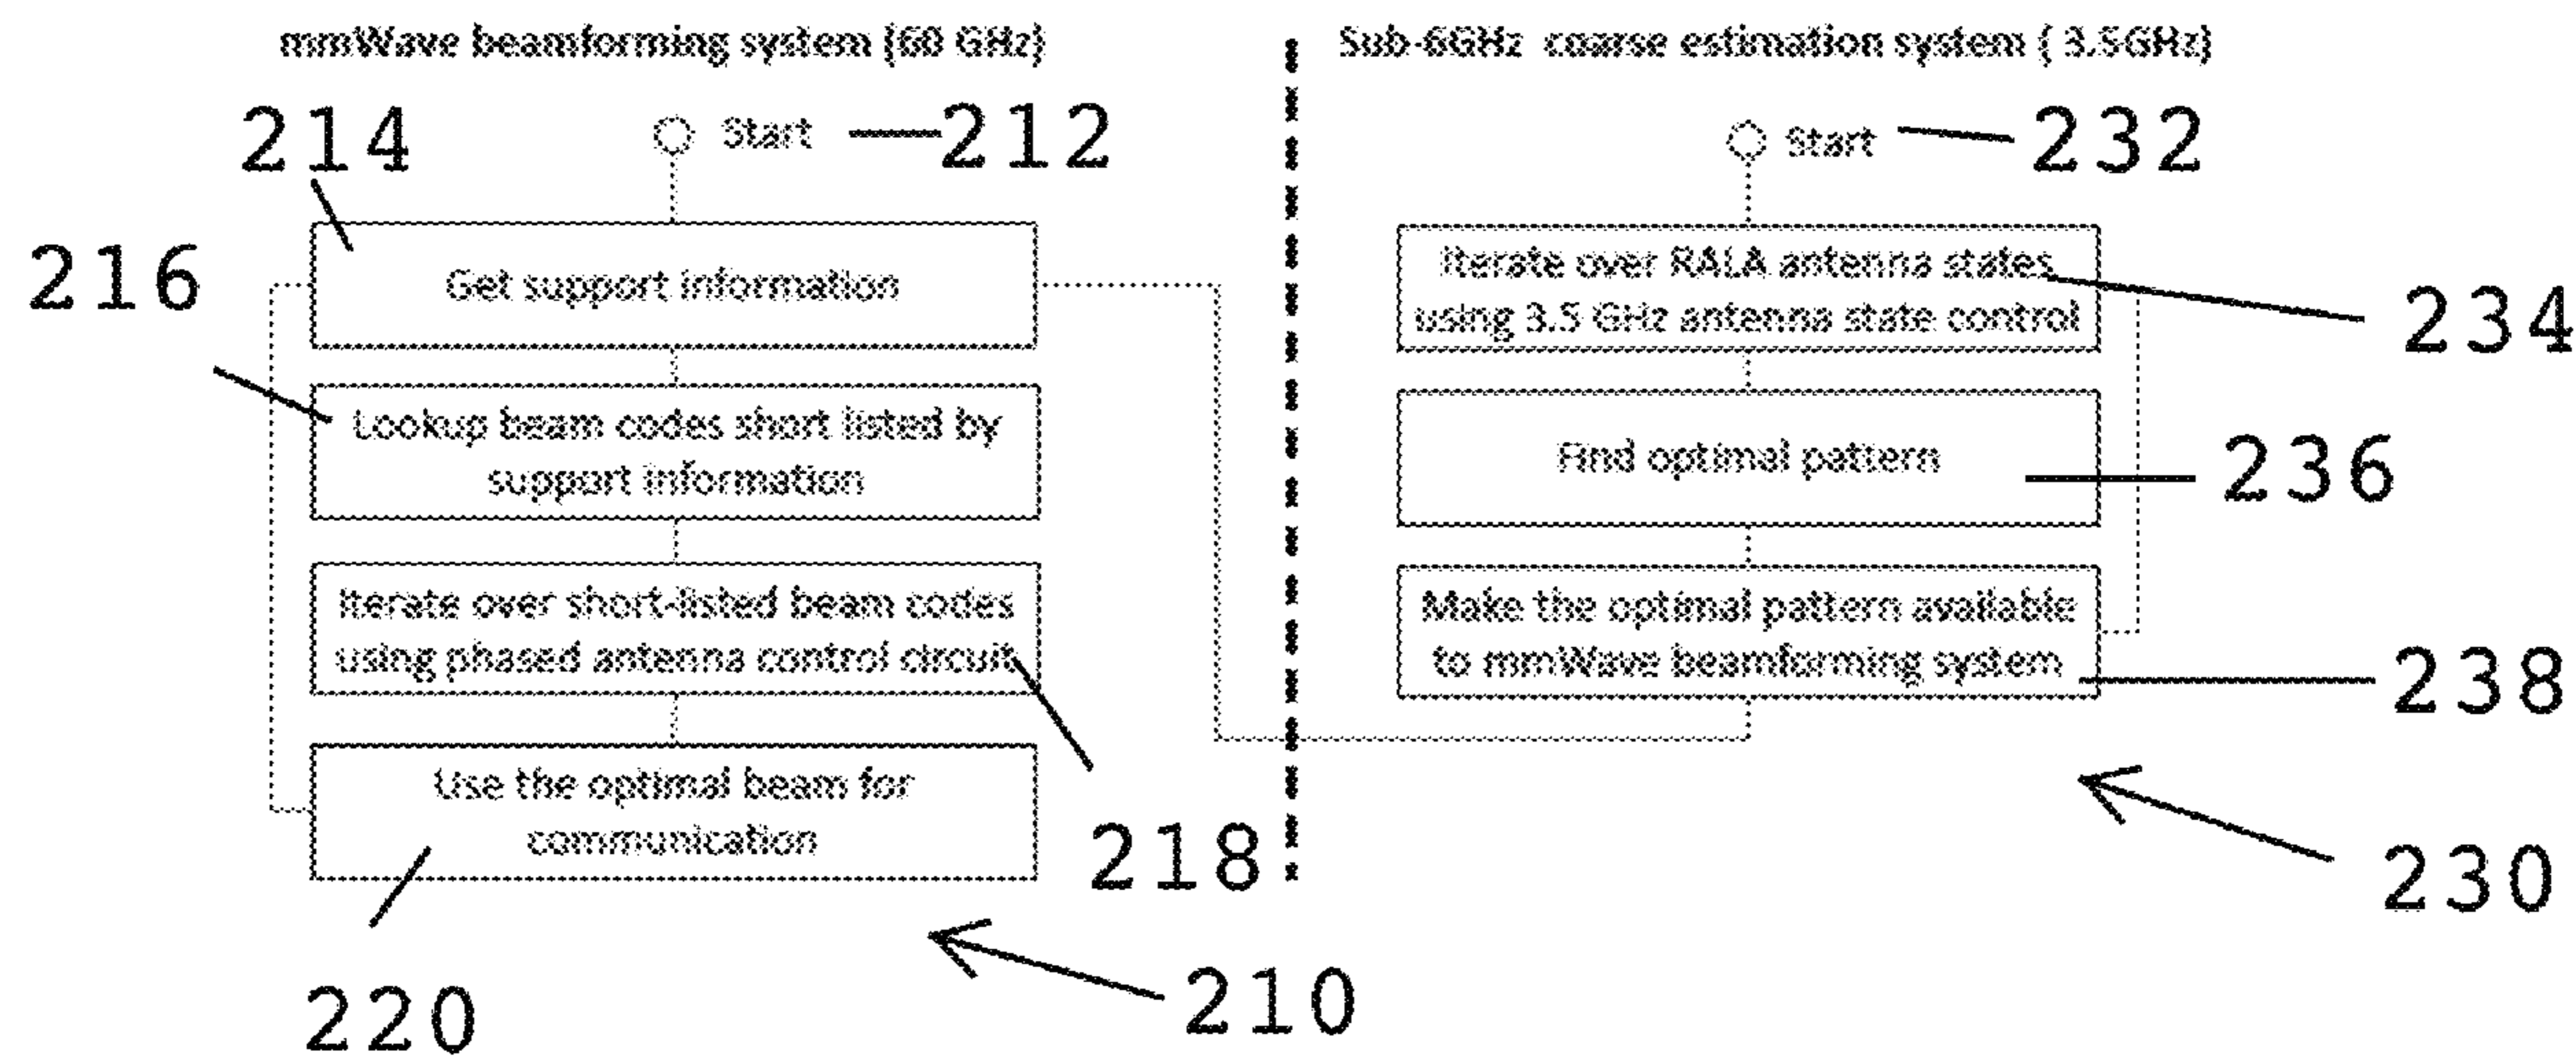 mmWave beamforming system (60 GHz)
214
Start
212
216
Get support information
Lookup beam codes short listed by
support information
Iterate over short-listed beam codes
using phased antenna control circuit
218
Use the optimal beam for
communication
220
210
Sub-6GHz coarse estimation system ( 3.5GHz)
Start
232
Iterate over RALA antenna states
using 3.5 GHz antenna state control
234
Find optimal pattern
236
Make the optimal pattern available
to mmWave beamforming system
238
230